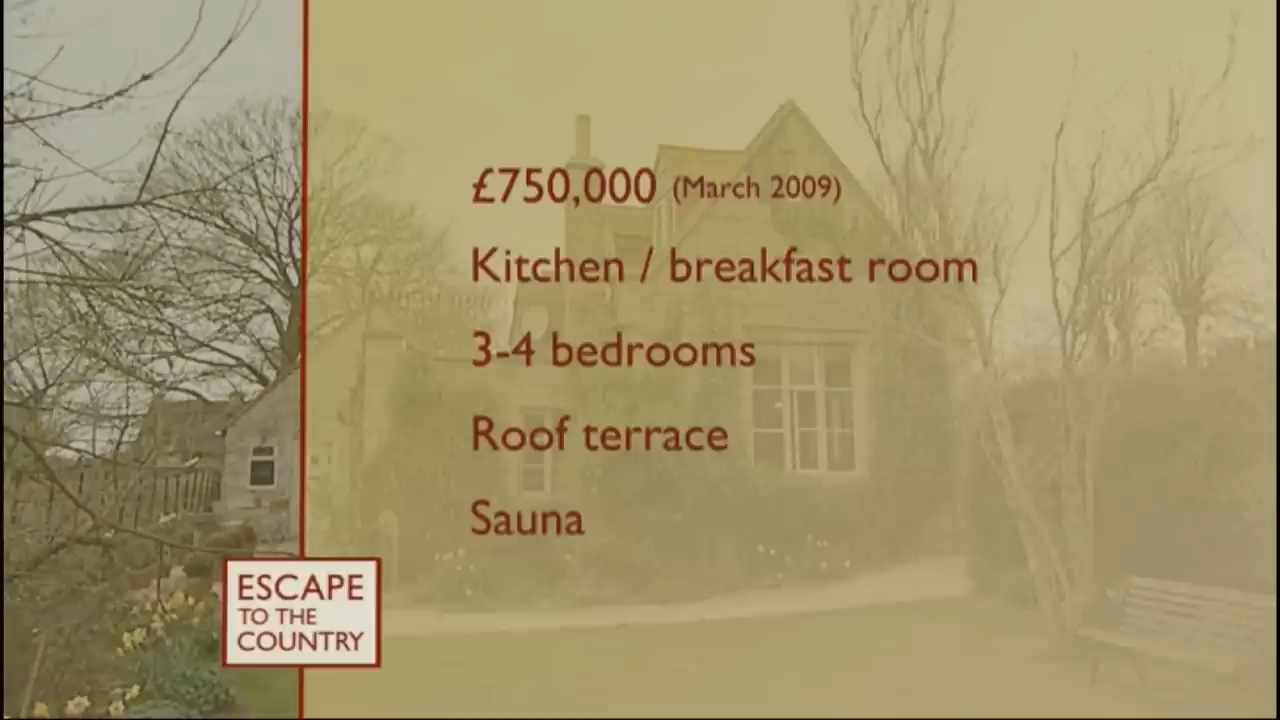 £750,000 (March 2009)
Kitchen / breakfast room
3-4 bedrooms
Roof terrace
Sauna
ESCAPE
TO THE
COUNTRY